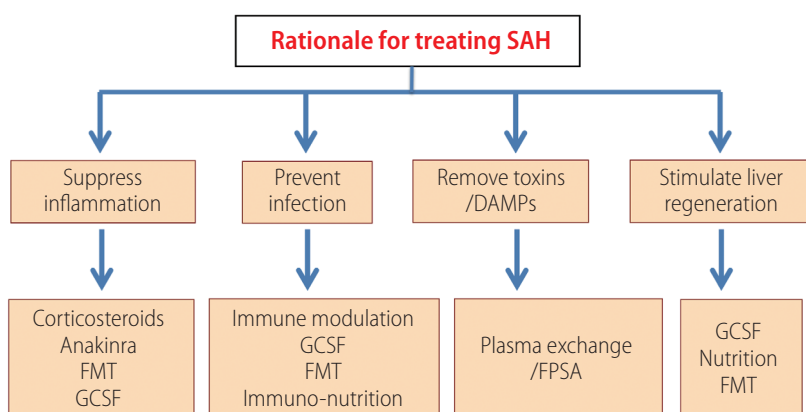 Rationale for treating SAH
Suppress
inflammation
Prevent
infection
Remove toxins
/DAMPs
Stimulate liver
regeneration
Corticosteroids
Anakinra
FMT
GCSF
Immune modulation
GCSF
FMT
Immuno-nutrition
Plasma exchange
/FPSA
GCSF
Nutrition
FMT